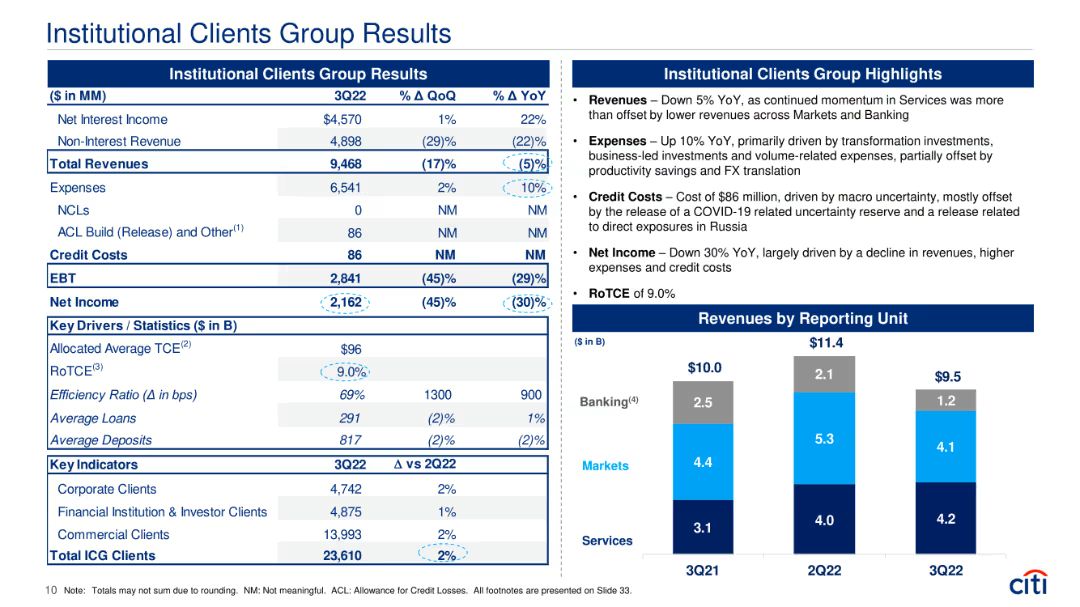 Institutional Clients Group Results
Institutional Clients Group Results
($ in MM) 3Q22 % Δ QoQ % Δ YoY
Net Interest Income $4,570 1% 22%
Non-Interest Revenue 4,898 (29)% (22)%
Total Revenues 9,468 (17)% (5)%
Expenses 6,541 2% 10%
NCLs 0 NM NM
ACL Build (Release) and Other(1) 86 NM NM
Credit Costs 86 NM NM
EBT 2,841 (45)% (29)%
Net Income 2,162 (45)% (30)%
Key Drivers / Statistics ($ in B)
Allocated Average TCE(2) $96
RoTCE(3) 9.0%
Efficiency Ratio (Δ in bps) 69% 1300 900
Average Loans 291 (2)% 1%
Average Deposits 817 (2)% (2)%
Key Indicators 3Q22 Δ vs 2Q22
Corporate Clients 4,742 2%
Financial Institution & Investor Clients 4,875 1%
Commercial Clients 13,993 2%
Total ICG Clients 23,610 2%
Institutional Clients Group Highlights
• Revenues – Down 5% YoY, as continued momentum in Services was more
than offset by lower revenues across Markets and Banking
• Expenses – Up 10% YoY, primarily driven by transformation investments,
business-led investments and volume-related expenses, partially offset by
productivity savings and FX translation
• Credit Costs – Cost of $86 million, driven by macro uncertainty, mostly offset
by the release of a COVID-19 related uncertainty reserve and a release related
to direct exposures in Russia
• Net Income – Down 30% YoY, largely driven by a decline in revenues, higher
expenses and credit costs
• RoTCE of 9.0%
Revenues by Reporting Unit
($ in B)
$10.0 $11.4 $9.5
Banking(4) 2.5 2.1 1.2
Markets 4.4 5.3 4.1
Services 3.1 4.0 4.2
3Q21 2Q22 3Q22
10 Note: Totals may not sum due to rounding. NM: Not meaningful. ACL: Allowance for Credit Losses. All footnotes are presented on Slide 33.
citi